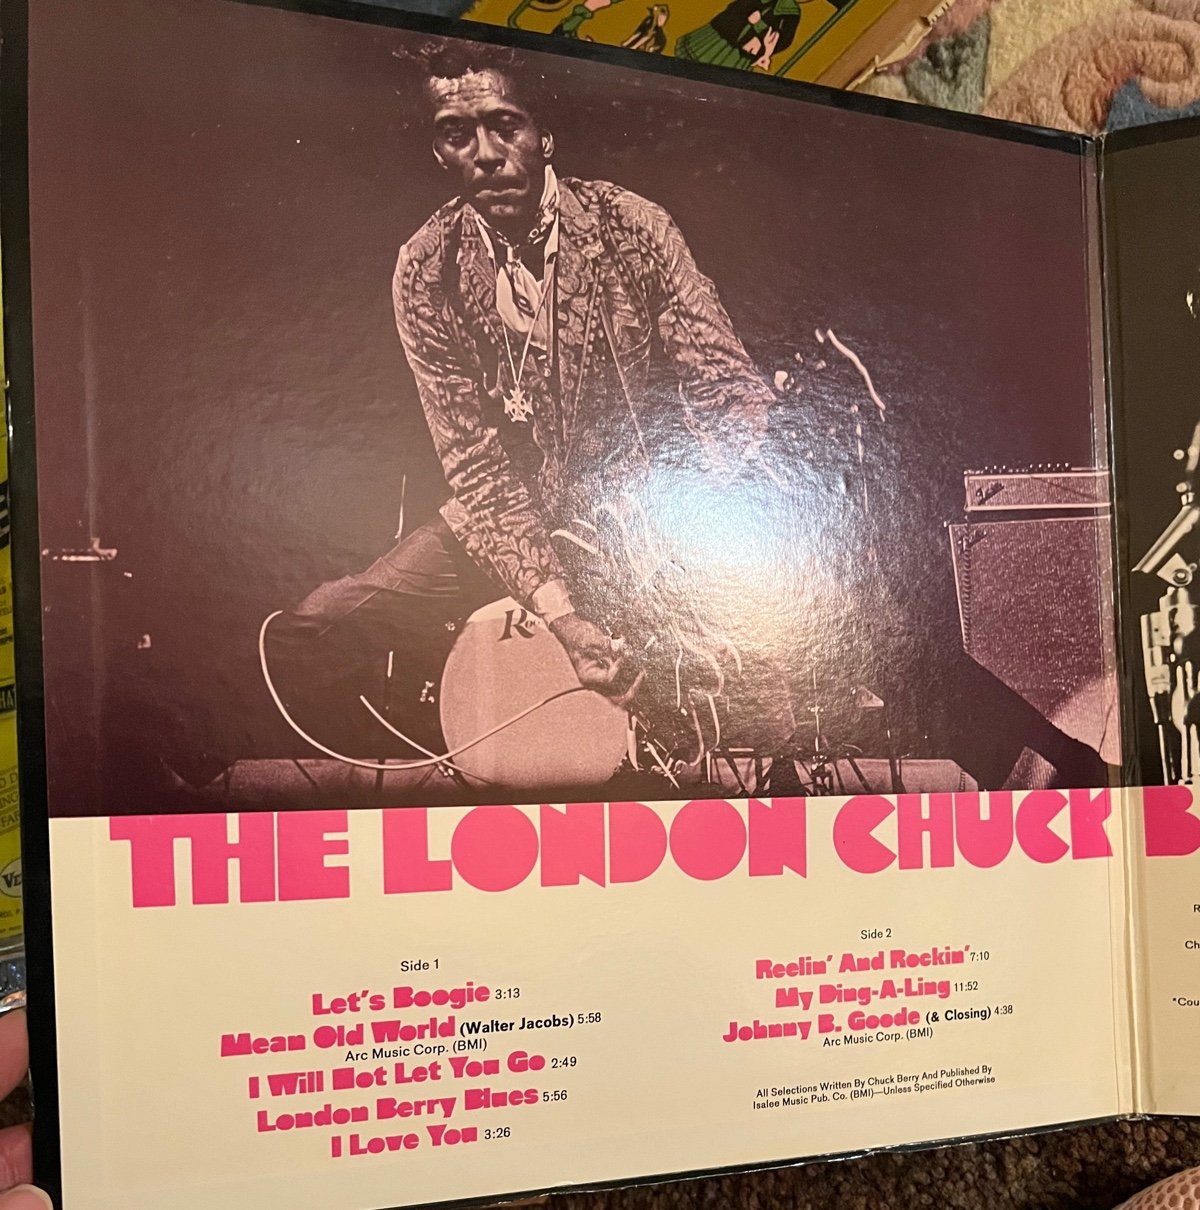 Fender
THE LONDON CHUCK B
Side 1
Let's Boogie 3:13
Mean Old World (Walter Jacobs) 5:58
Arc Music Corp. (BMI)
I Will Not Let You Go 2:49
London Berry Blues 5:56
I Love You 3:26
Side 2
Reelin' And Rockin' 7:10
My Ding-A-Ling 11:52
Johnny B. Goode (& Closing) 4:38
Arc Music Corp. (BMI)
All Selections Written By Chuck Berry And Published By
Isalee Music Pub. Co. (BMI)—Unless Specified Otherwise
R
Ch
*Cou